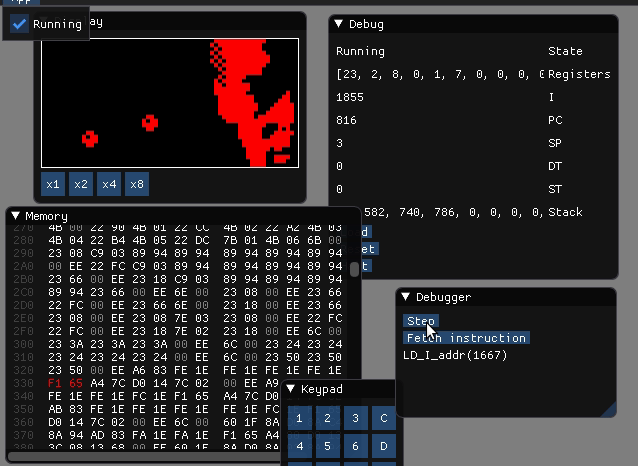 App
Running
ay
x1 x2 x4 x8
Debug
Running State
[23, 2, 8, 0, 1, 7, 0, 0, 0, 0 Registers
1855 I
816 PC
3 SP
0 DT
0 ST
582, 740, 786, 0, 0, 0, 0, Stack
d
et
t
Memory
270 4B 00 22 90 4B 01 22 CC 4B 02 22 A2 4B 03
280 4B 04 22 B4 4B 05 22 DC 7B 01 4B 06 6B 00
290 23 08 C9 03 89 94 89 94 89 94 89 94 89 94
2A0 00 EE 22 FC C9 03 89 94 89 94 89 94 89 94
2B0 23 66 00 EE 23 18 C9 03 89 94 89 94 89 94
2C0 89 94 23 66 00 EE 6E 00 23 08 00 EE 23 66
2D0 22 FC 00 EE 23 66 6E 00 23 18 00 EE 23 66
2E0 23 08 00 EE 23 08 7E 03 23 08 00 EE 22 FC
2F0 22 FC 00 EE 23 18 7E 02 23 18 00 EE 6C 00
300 23 3A 23 3A 23 3A 00 EE 6C 00 23 3A 23 3A
310 23 24 23 24 23 24 00 EE 6C 00 23 50 23 50
320 23 50 00 EE A6 83 FE 1E FE 1E FE 1E FE 1E
330 F1 65 A4 7C D0 14 7C 02 00 EE A9
340 FE 1E FE 1E FC 1E F1 65 A4 7C D0
350 AB 83 FE 1E FE 1E FE 1E FE 1E
360 D0 14 7C 02 00 EE 6C 00 60 1F 8A
370 8A 94 AD 83 FA 1E FA 1E F1 65 A4
380 3C 08 13 68 00 EE 60 1E
Debugger
Step
Fetch instruction
LD_I_addr(1667)
Keypad
1 2 3 C
4 5 6 D